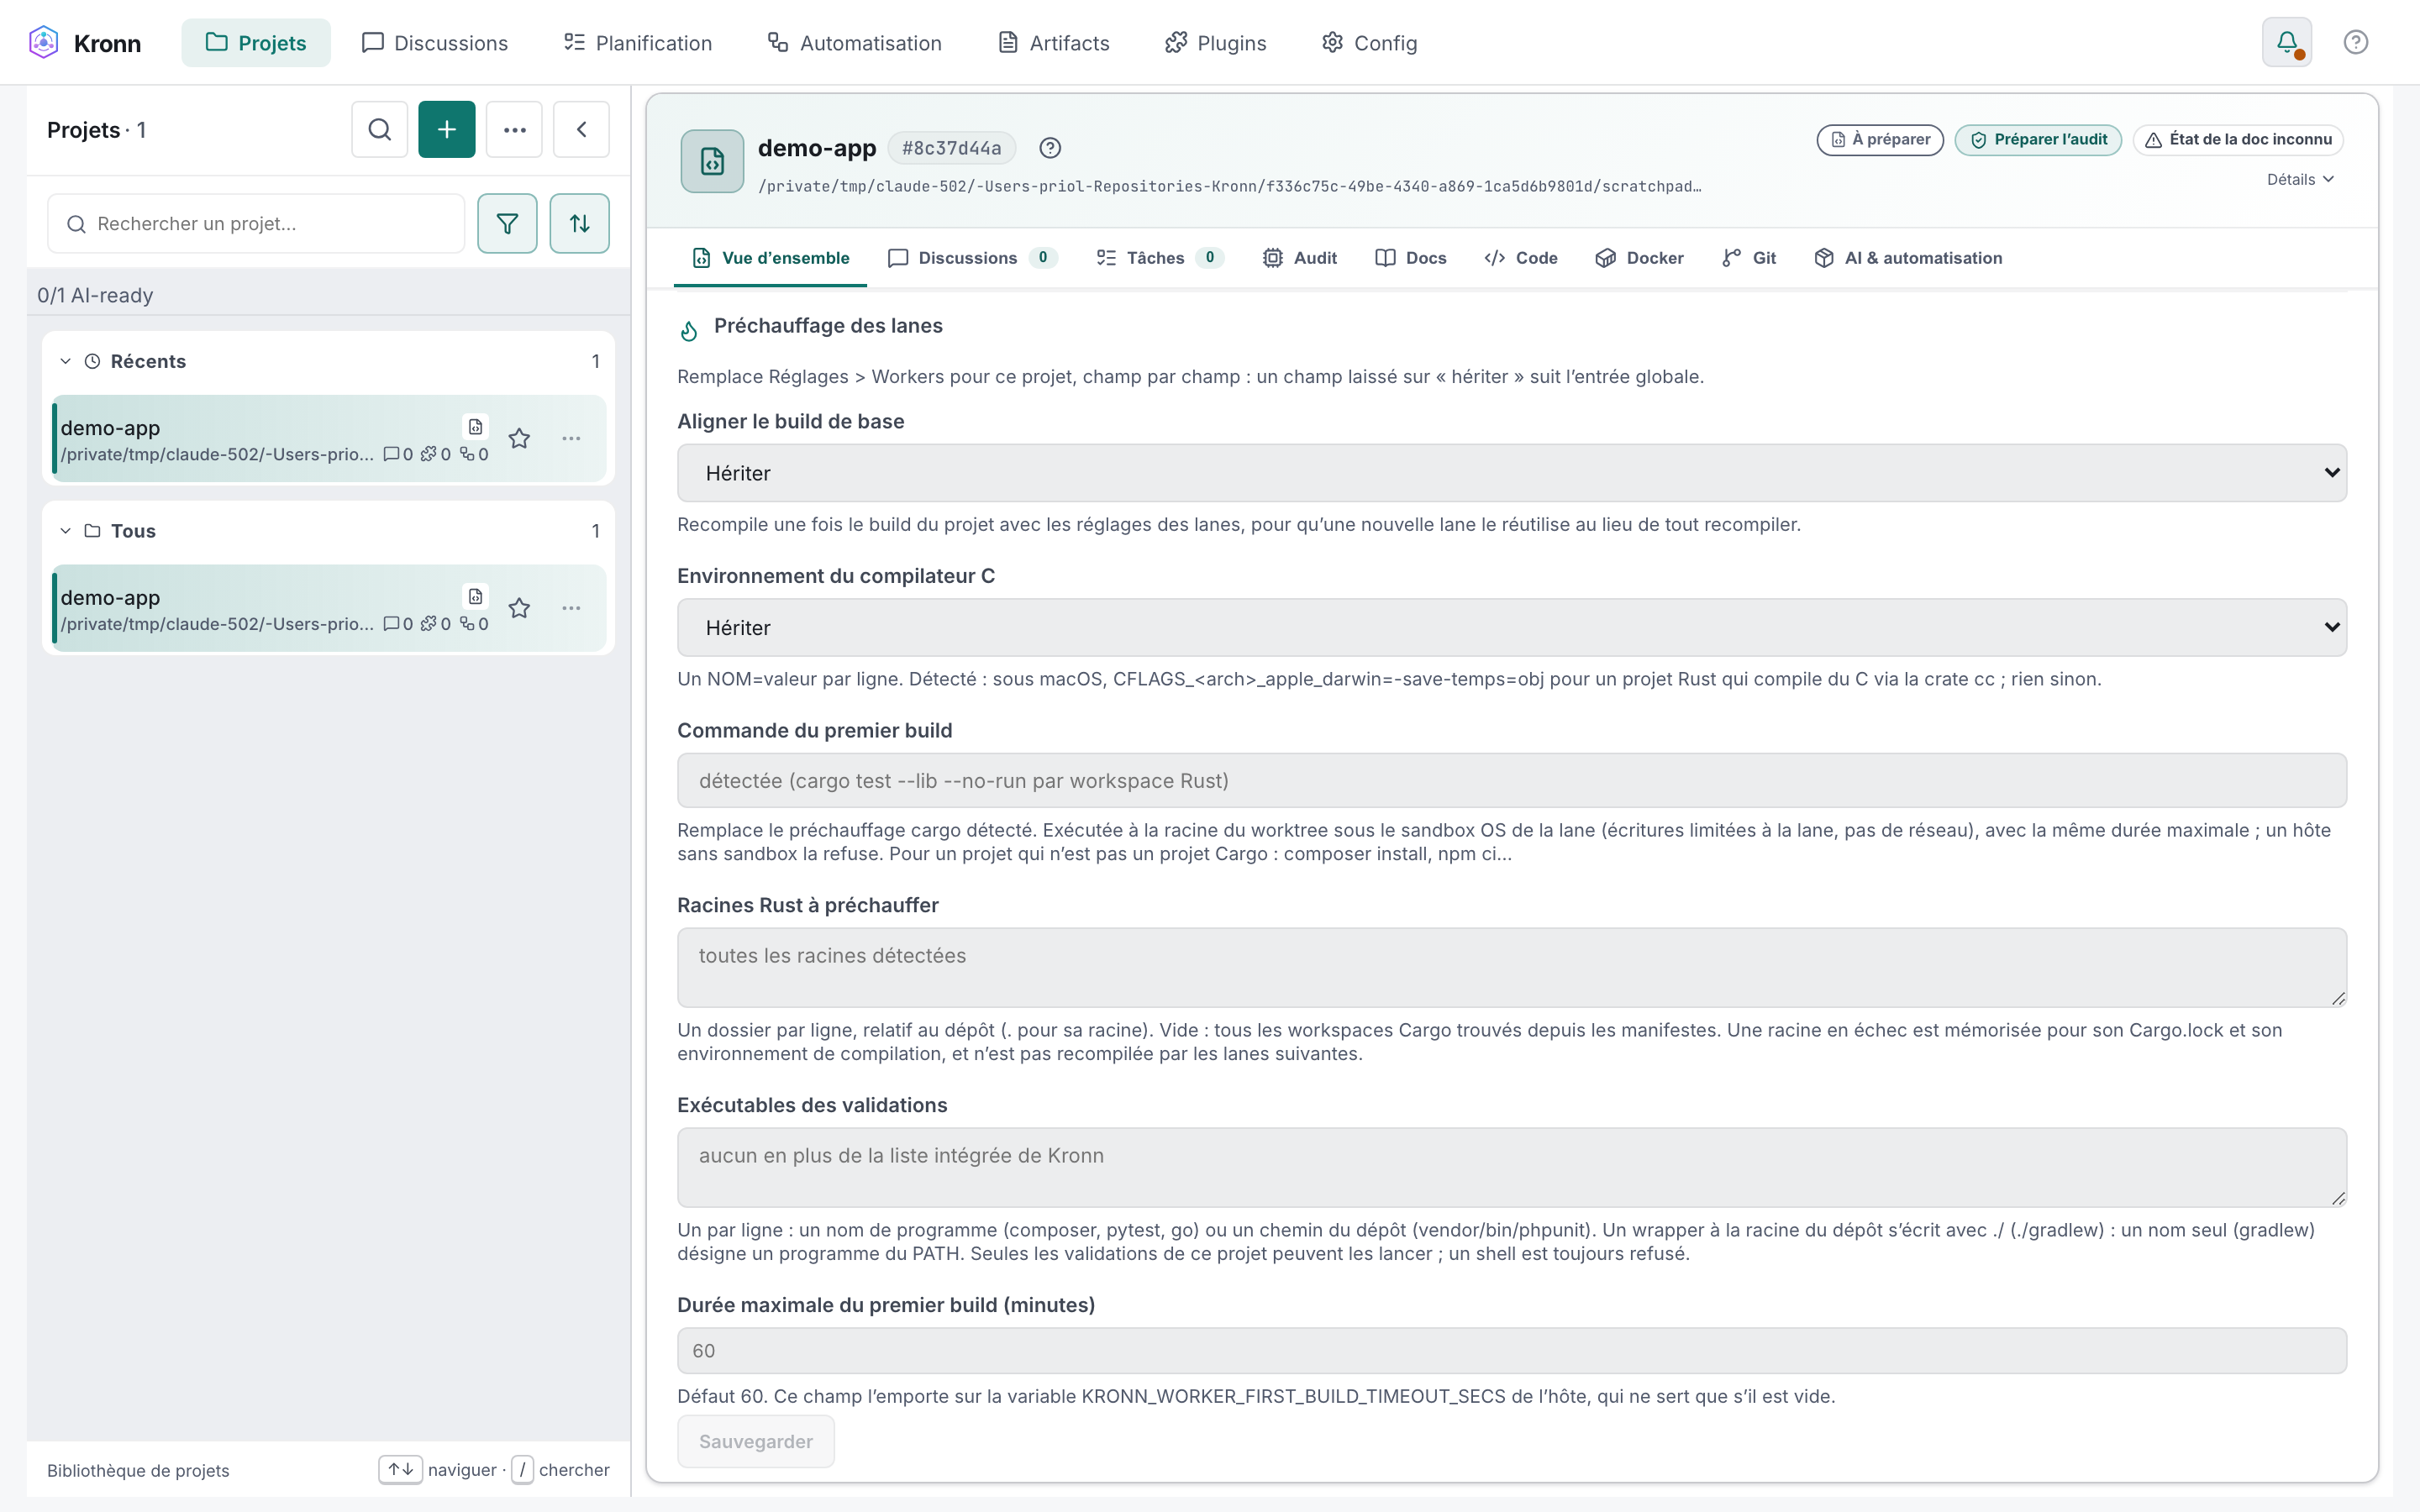 Kronn
Projets
Discussions
Planification
Automatisation
Artifacts
Plugins
Config
Projets · 1
Rechercher un projet...
0/1 AI-ready
Récents 1
demo-app
/private/tmp/claude-502/-Users-prio... 0 0 0
Tous 1
demo-app
/private/tmp/claude-502/-Users-prio... 0 0 0
Bibliothèque de projets
↑↓ naviguer · / chercher
demo-app #8c37d44a
/private/tmp/claude-502/-Users-priol-Repositories-Kronn/f336c75c-49be-4340-a869-1ca5d6b9801d/scratchpad…
À préparer
Préparer l’audit
État de la doc inconnu
Détails
Vue d’ensemble
Discussions 0
Tâches 0
Audit
Docs
Code
Docker
Git
AI & automatisation
Préchauffage des lanes
Remplace Réglages > Workers pour ce projet, champ par champ : un champ laissé sur « hériter » suit l’entrée globale.
Aligner le build de base
Hériter
Recompile une fois le build du projet avec les réglages des lanes, pour qu’une nouvelle lane le réutilise au lieu de tout recompiler.
Environnement du compilateur C
Hériter
Un NOM=valeur par ligne. Détecté : sous macOS, CFLAGS_<arch>_apple_darwin=-save-temps=obj pour un projet Rust qui compile du C via la crate cc ; rien sinon.
Commande du premier build
détectée (cargo test --lib --no-run par workspace Rust)
Remplace le préchauffage cargo détecté. Exécutée à la racine du worktree sous le sandbox OS de la lane (écritures limitées à la lane, pas de réseau), avec la même durée maximale ; un hôte
sans sandbox la refuse. Pour un projet qui n’est pas un projet Cargo : composer install, npm ci…
Racines Rust à préchauffer
toutes les racines détectées
Un dossier par ligne, relatif au dépôt (. pour sa racine). Vide : tous les workspaces Cargo trouvés depuis les manifestes. Une racine en échec est mémorisée pour son Cargo.lock et son
environnement de compilation, et n’est pas recompilée par les lanes suivantes.
Exécutables des validations
aucun en plus de la liste intégrée de Kronn
Un par ligne : un nom de programme (composer, pytest, go) ou un chemin du dépôt (vendor/bin/phpunit). Un wrapper à la racine du dépôt s’écrit avec ./ (./gradlew) : un nom seul (gradlew)
désigne un programme du PATH. Seules les validations de ce projet peuvent les lancer ; un shell est toujours refusé.
Durée maximale du premier build (minutes)
60
Défaut 60. Ce champ l’emporte sur la variable KRONN_WORKER_FIRST_BUILD_TIMEOUT_SECS de l’hôte, qui ne sert que s’il est vide.
Sauvegarder